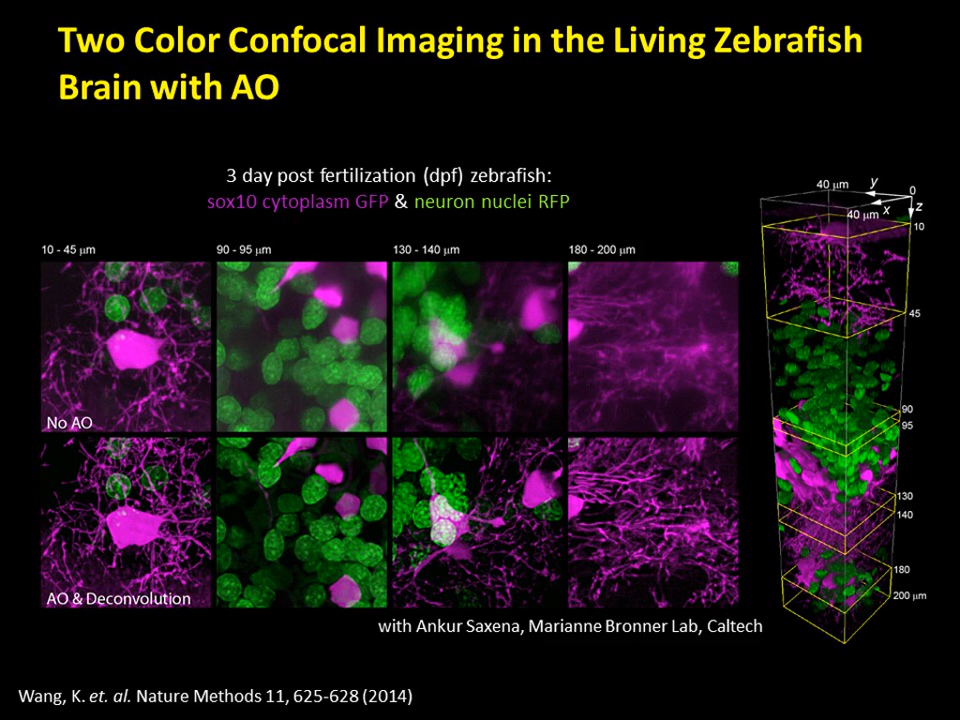 Two Color Confocal Imaging in the Living Zebrafish
Brain with AO
3 day post fertilization (dpf) zebrafish:
sox10 cytoplasm GFP & neuron nuclei RFP
10 - 45 µm
90 - 95 µm
130 - 140 µm
180 - 200 µm
No AO
AO & Deconvolution
40 µm
y
0
40 µm
x
z
10
45
90
95
130
140
180
200 µm
with Ankur Saxena, Marianne Bronner Lab, Caltech
Wang, K. et. al. Nature Methods 11, 625-628 (2014)